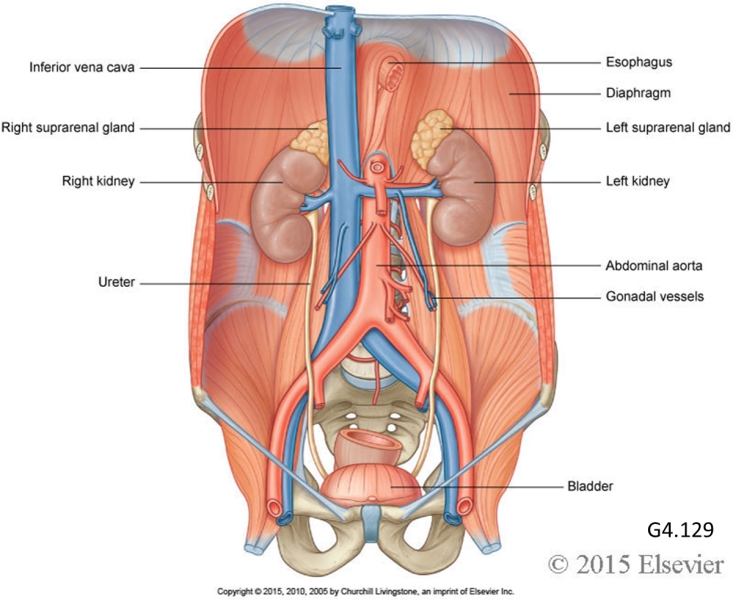 Inferior vena cava
Right suprarenal gland
Right kidney
Ureter
Esophagus
Diaphragm
Left suprarenal gland
Left kidney
Abdominal aorta
Gonadal vessels
Bladder
G4.129
© 2015 Elsevier
Copyright © 2015, 2010, 2005 by Churchill Livingstone, an imprint of Elsevier Inc.